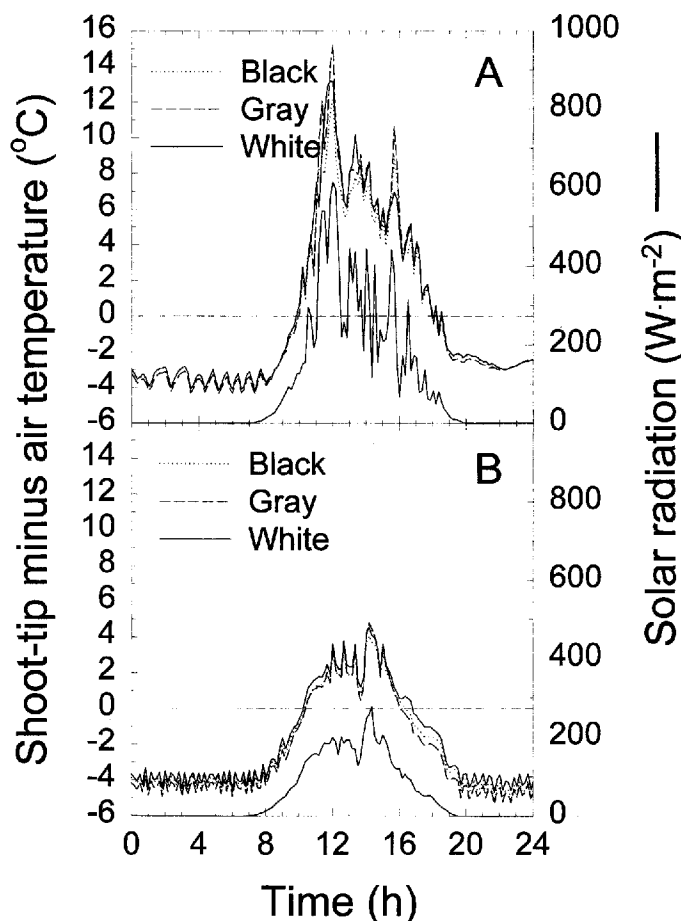 Shoot-tip minus air temperature (°C)
16
14
12
10
8
6
4
2
0
-2
-4
-6
Black
Gray
White
A
1000
800
600
400
200
0
14
12
10
8
6
4
2
0
-2
-4
-6
Black
Gray
White
B
800
600
400
200
0
Solar radiation (W·m⁻²)
0 4 8 12 16 20 24
Time (h)